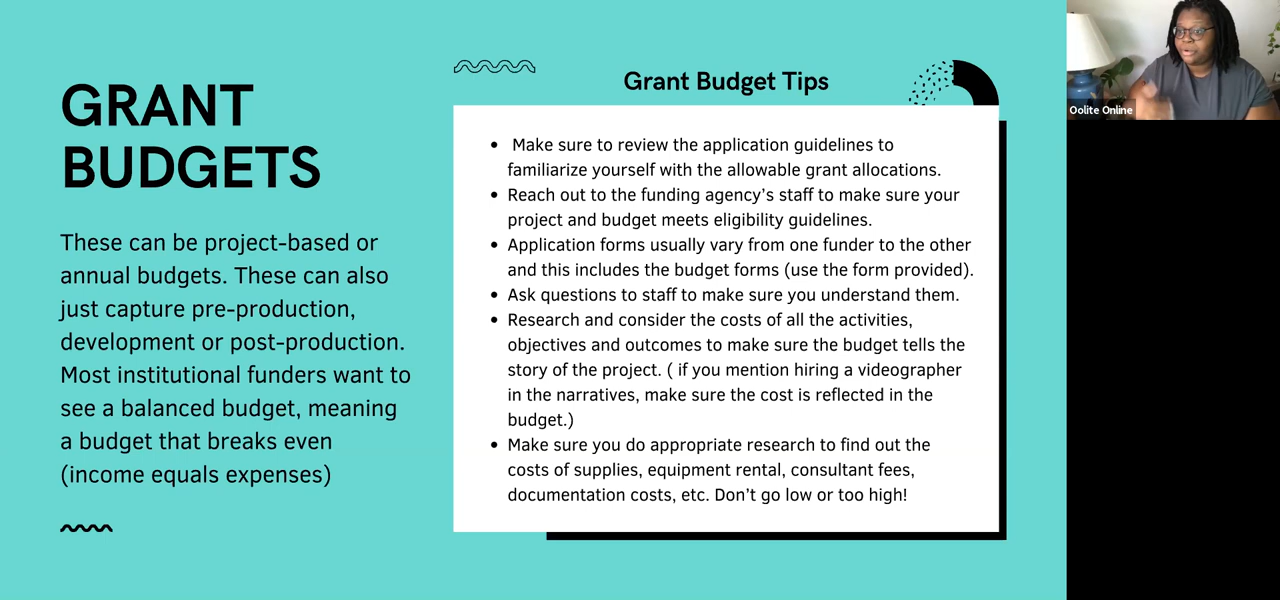 GRANT
BUDGETS
These can be project-based or
annual budgets. These can also
just capture pre-production,
development or post-production.
Most institutional funders want to
see a balanced budget, meaning
a budget that breaks even
(income equals expenses)
Grant Budget Tips
• Make sure to review the application guidelines to
familiarize yourself with the allowable grant allocations.
• Reach out to the funding agency's staff to make sure your
project and budget meets eligibility guidelines.
• Application forms usually vary from one funder to the other
and this includes the budget forms (use the form provided).
• Ask questions to staff to make sure you understand them.
• Research and consider the costs of all the activities,
objectives and outcomes to make sure the budget tells the
story of the project. ( if you mention hiring a videographer
in the narratives, make sure the cost is reflected in the
budget.)
• Make sure you do appropriate research to find out the
costs of supplies, equipment rental, consultant fees,
documentation costs, etc. Don't go low or too high!
Oolite Online